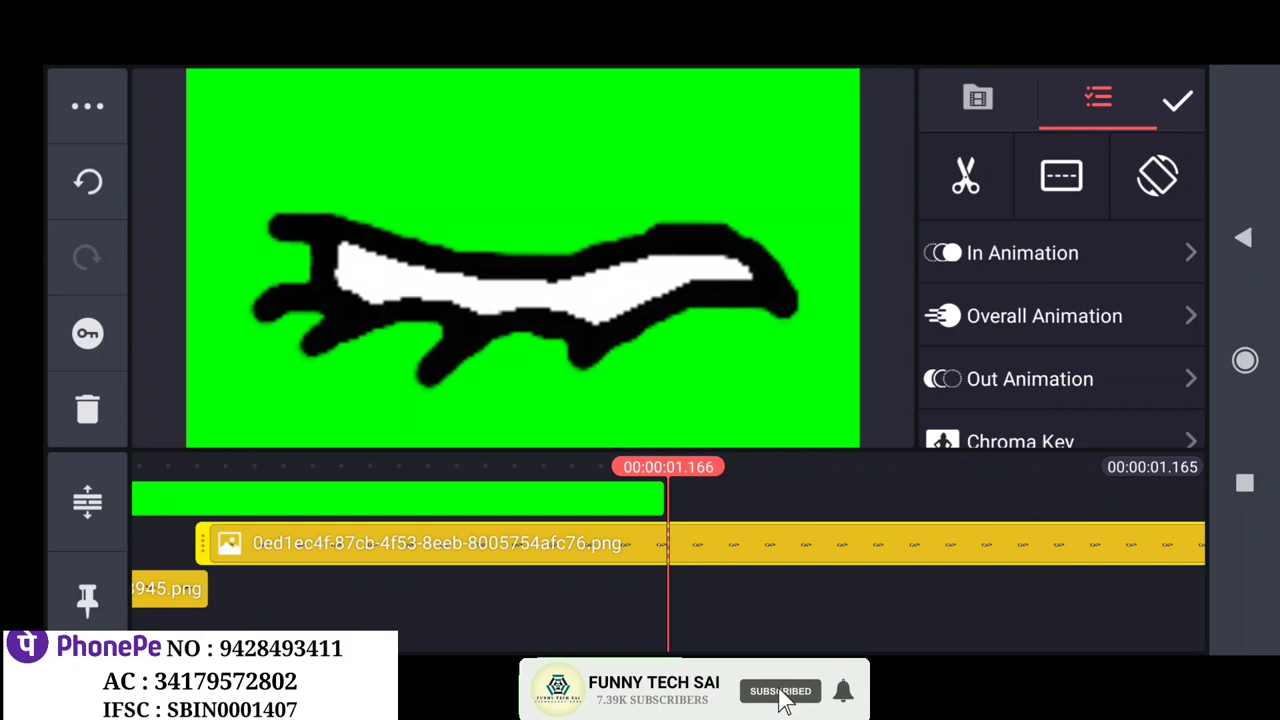 In Animation
Overall Animation
Out Animation
Chroma Key
00:00:01.166
00:00:01.165
0ed1ec4f-87cb-4f53-8eeb-8005754afc76.png
945.png
PhonePe NO : 9428493411
AC : 34179572802
IFSC : SBIN0001407
FUNNY TECH SAI
7.39K SUBSCRIBERS
SUBSCRIBED